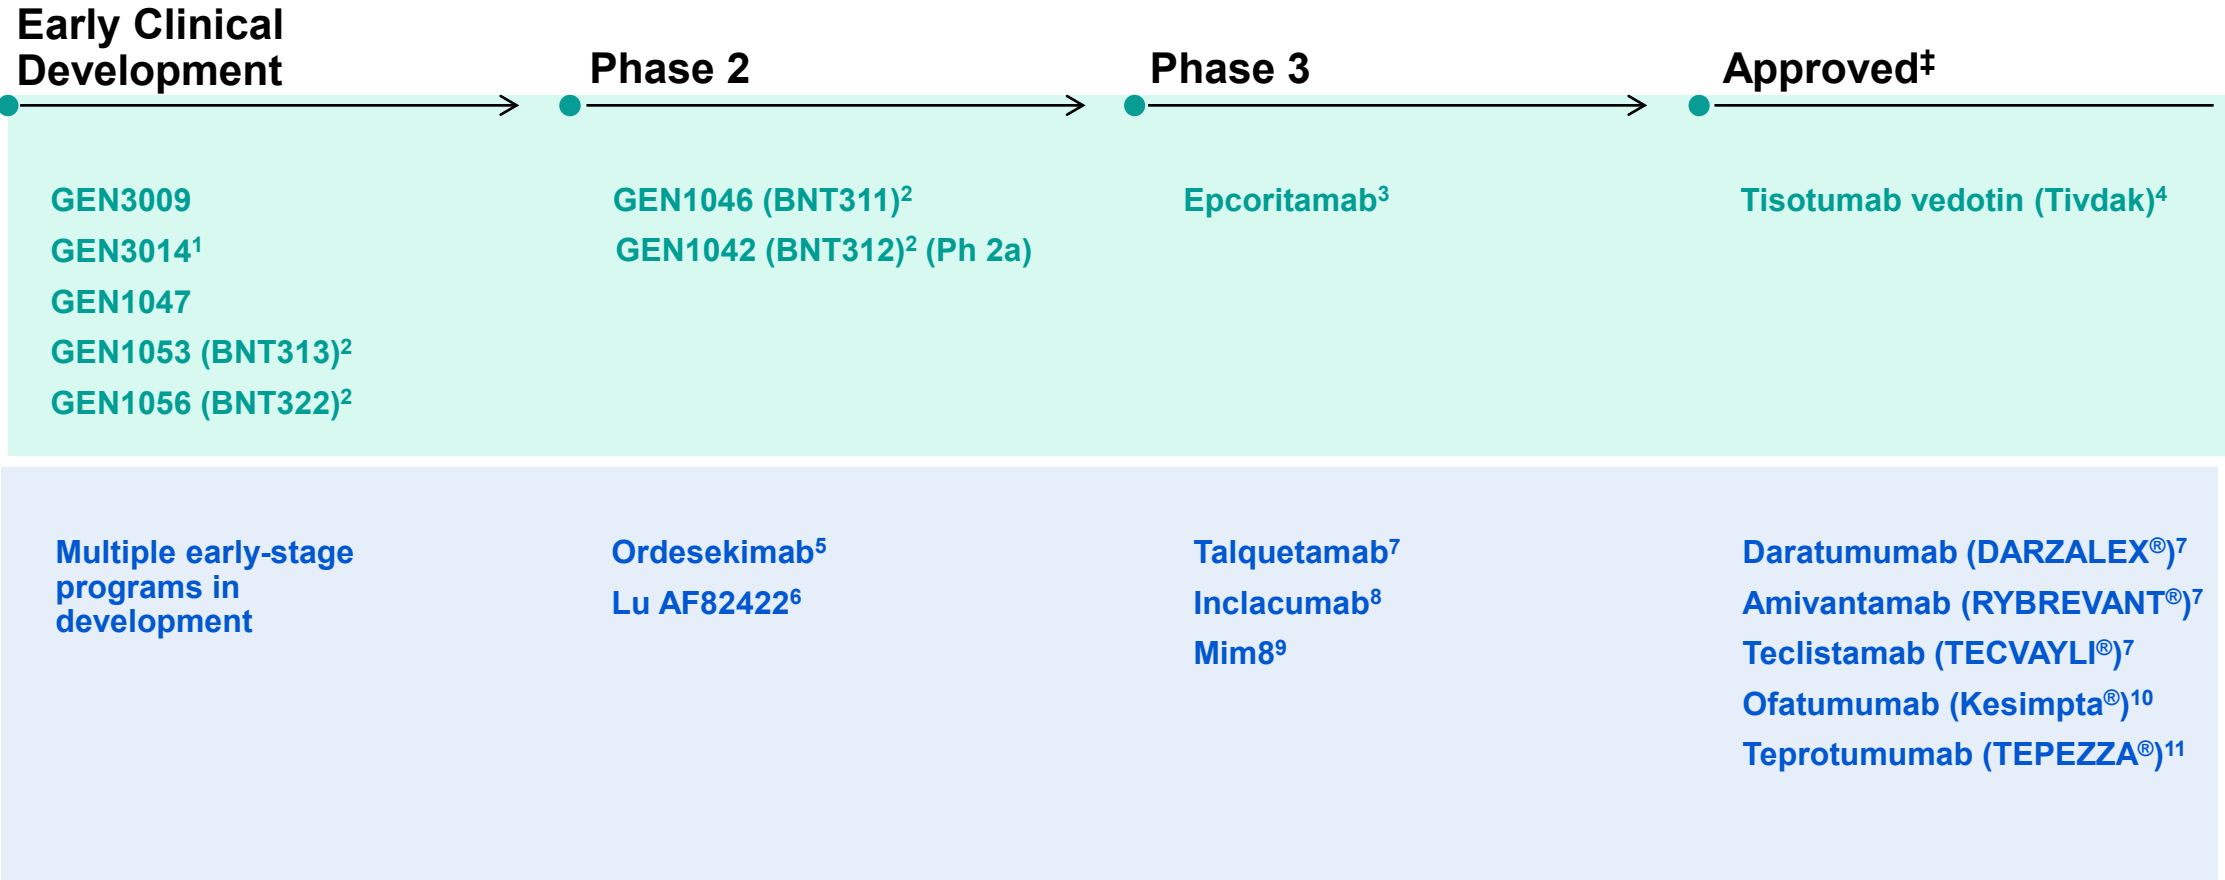 Early Clinical
Development
Phase 2
Phase 3
Approved‡
GEN3009
GEN3014¹
GEN1047
GEN1053 (BNT313)²
GEN1056 (BNT322)²
GEN1046 (BNT311)²
GEN1042 (BNT312)² (Ph 2a)
Epcoritamab³
Tisotumab vedotin (Tivdak)⁴
Multiple early-stage
programs in
development
Ordesekimab⁵
Lu AF82422⁶
Talquetamab⁷
Inclacumab⁸
Mim8⁹
Daratumumab (DARZALEX®)⁷
Amivantamab (RYBREVANT®)⁷
Teclistamab (TECVAYLI®)⁷
Ofatumumab (Kesimpta®)¹⁰
Teprotumumab (TEPEZZA®)¹¹